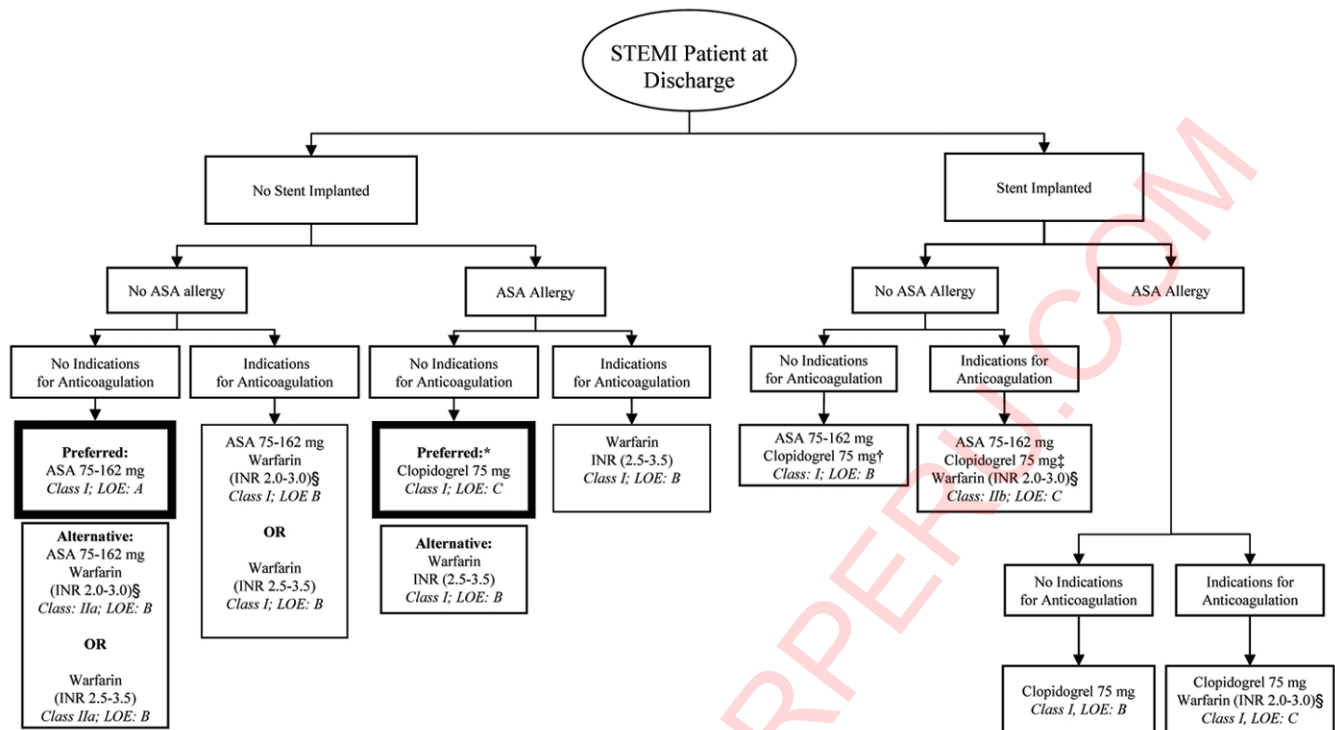 STEMI Patient at
Discharge
No Stent Implanted
Stent Implanted
No ASA allergy
ASA Allergy
No ASA Allergy
ASA Allergy
No Indications
for Anticoagulation
Indications
for Anticoagulation
No Indications
for Anticoagulation
Indications
for Anticoagulation
No Indications
for Anticoagulation
Indications for
Anticoagulation
Preferred:
ASA 75-162 mg
Class I; LOE: A
Alternative:
ASA 75-162 mg
Warfarin
(INR 2.0-3.0)§
Class: IIa; LOE: B
OR
Warfarin
(INR 2.5-3.5)
Class IIa; LOE: B
ASA 75-162 mg
Warfarin
(INR 2.0-3.0)§
Class I; LOE B
OR
Warfarin
(INR 2.5-3.5)
Class I; LOE: B
Preferred:*
Clopidogrel 75 mg
Class I; LOE: C
Alternative:
Warfarin
INR (2.5-3.5)
Class I; LOE: B
Warfarin
INR (2.5-3.5)
Class I; LOE: B
ASA 75-162 mg
Clopidogrel 75 mg†
Class: I; LOE: B
ASA 75-162 mg
Clopidogrel 75 mg‡
Warfarin (INR 2.0-3.0)§
Class: IIb; LOE: C
No Indications
for Anticoagulation
Indications for
Anticoagulation
Clopidogrel 75 mg
Class I, LOE: B
Clopidogrel 75 mg
Warfarin (INR 2.0-3.0)§
Class I, LOE: C
RPERU.COM